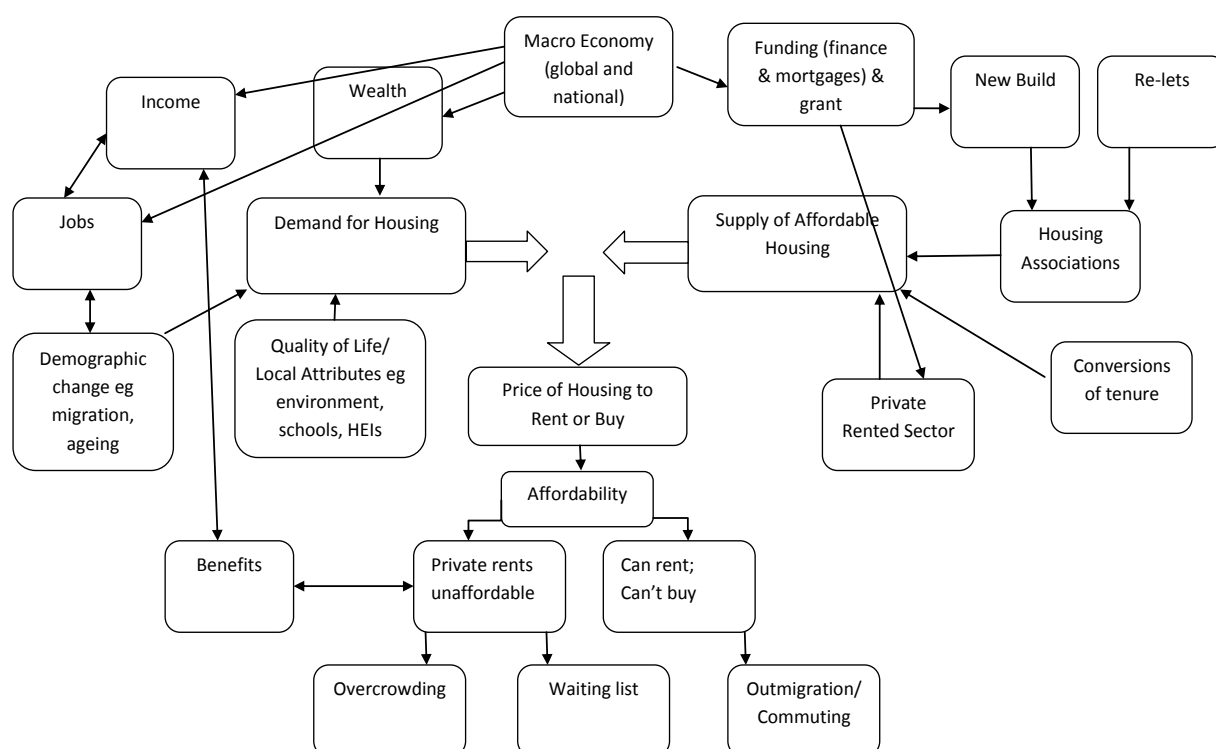 Macro Economy
(global and
national)
Funding (finance
& mortgages) &
grant
New Build
Re-lets
Income
Wealth
Jobs
Demand for Housing
Supply of Affordable
Housing
Housing
Associations
Demographic
change eg
migration,
ageing
Quality of Life/
Local Attributes eg
environment,
schools, HEIs
Price of Housing to
Rent or Buy
Private
Rented Sector
Conversions
of tenure
Affordability
Benefits
Private rents
unaffordable
Can rent;
Can’t buy
Overcrowding
Waiting list
Outmigration/
Commuting